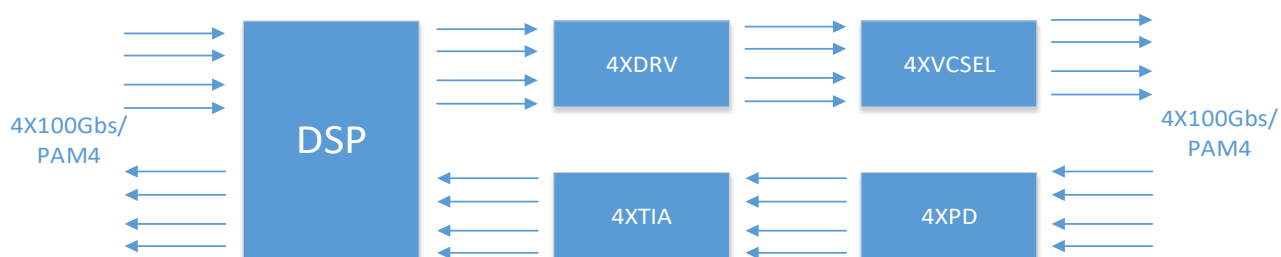 4X100Gbs/
PAM4
DSP
4XDRV
4XVCSEL
4XTIA
4XPD
4X100Gbs/
PAM4